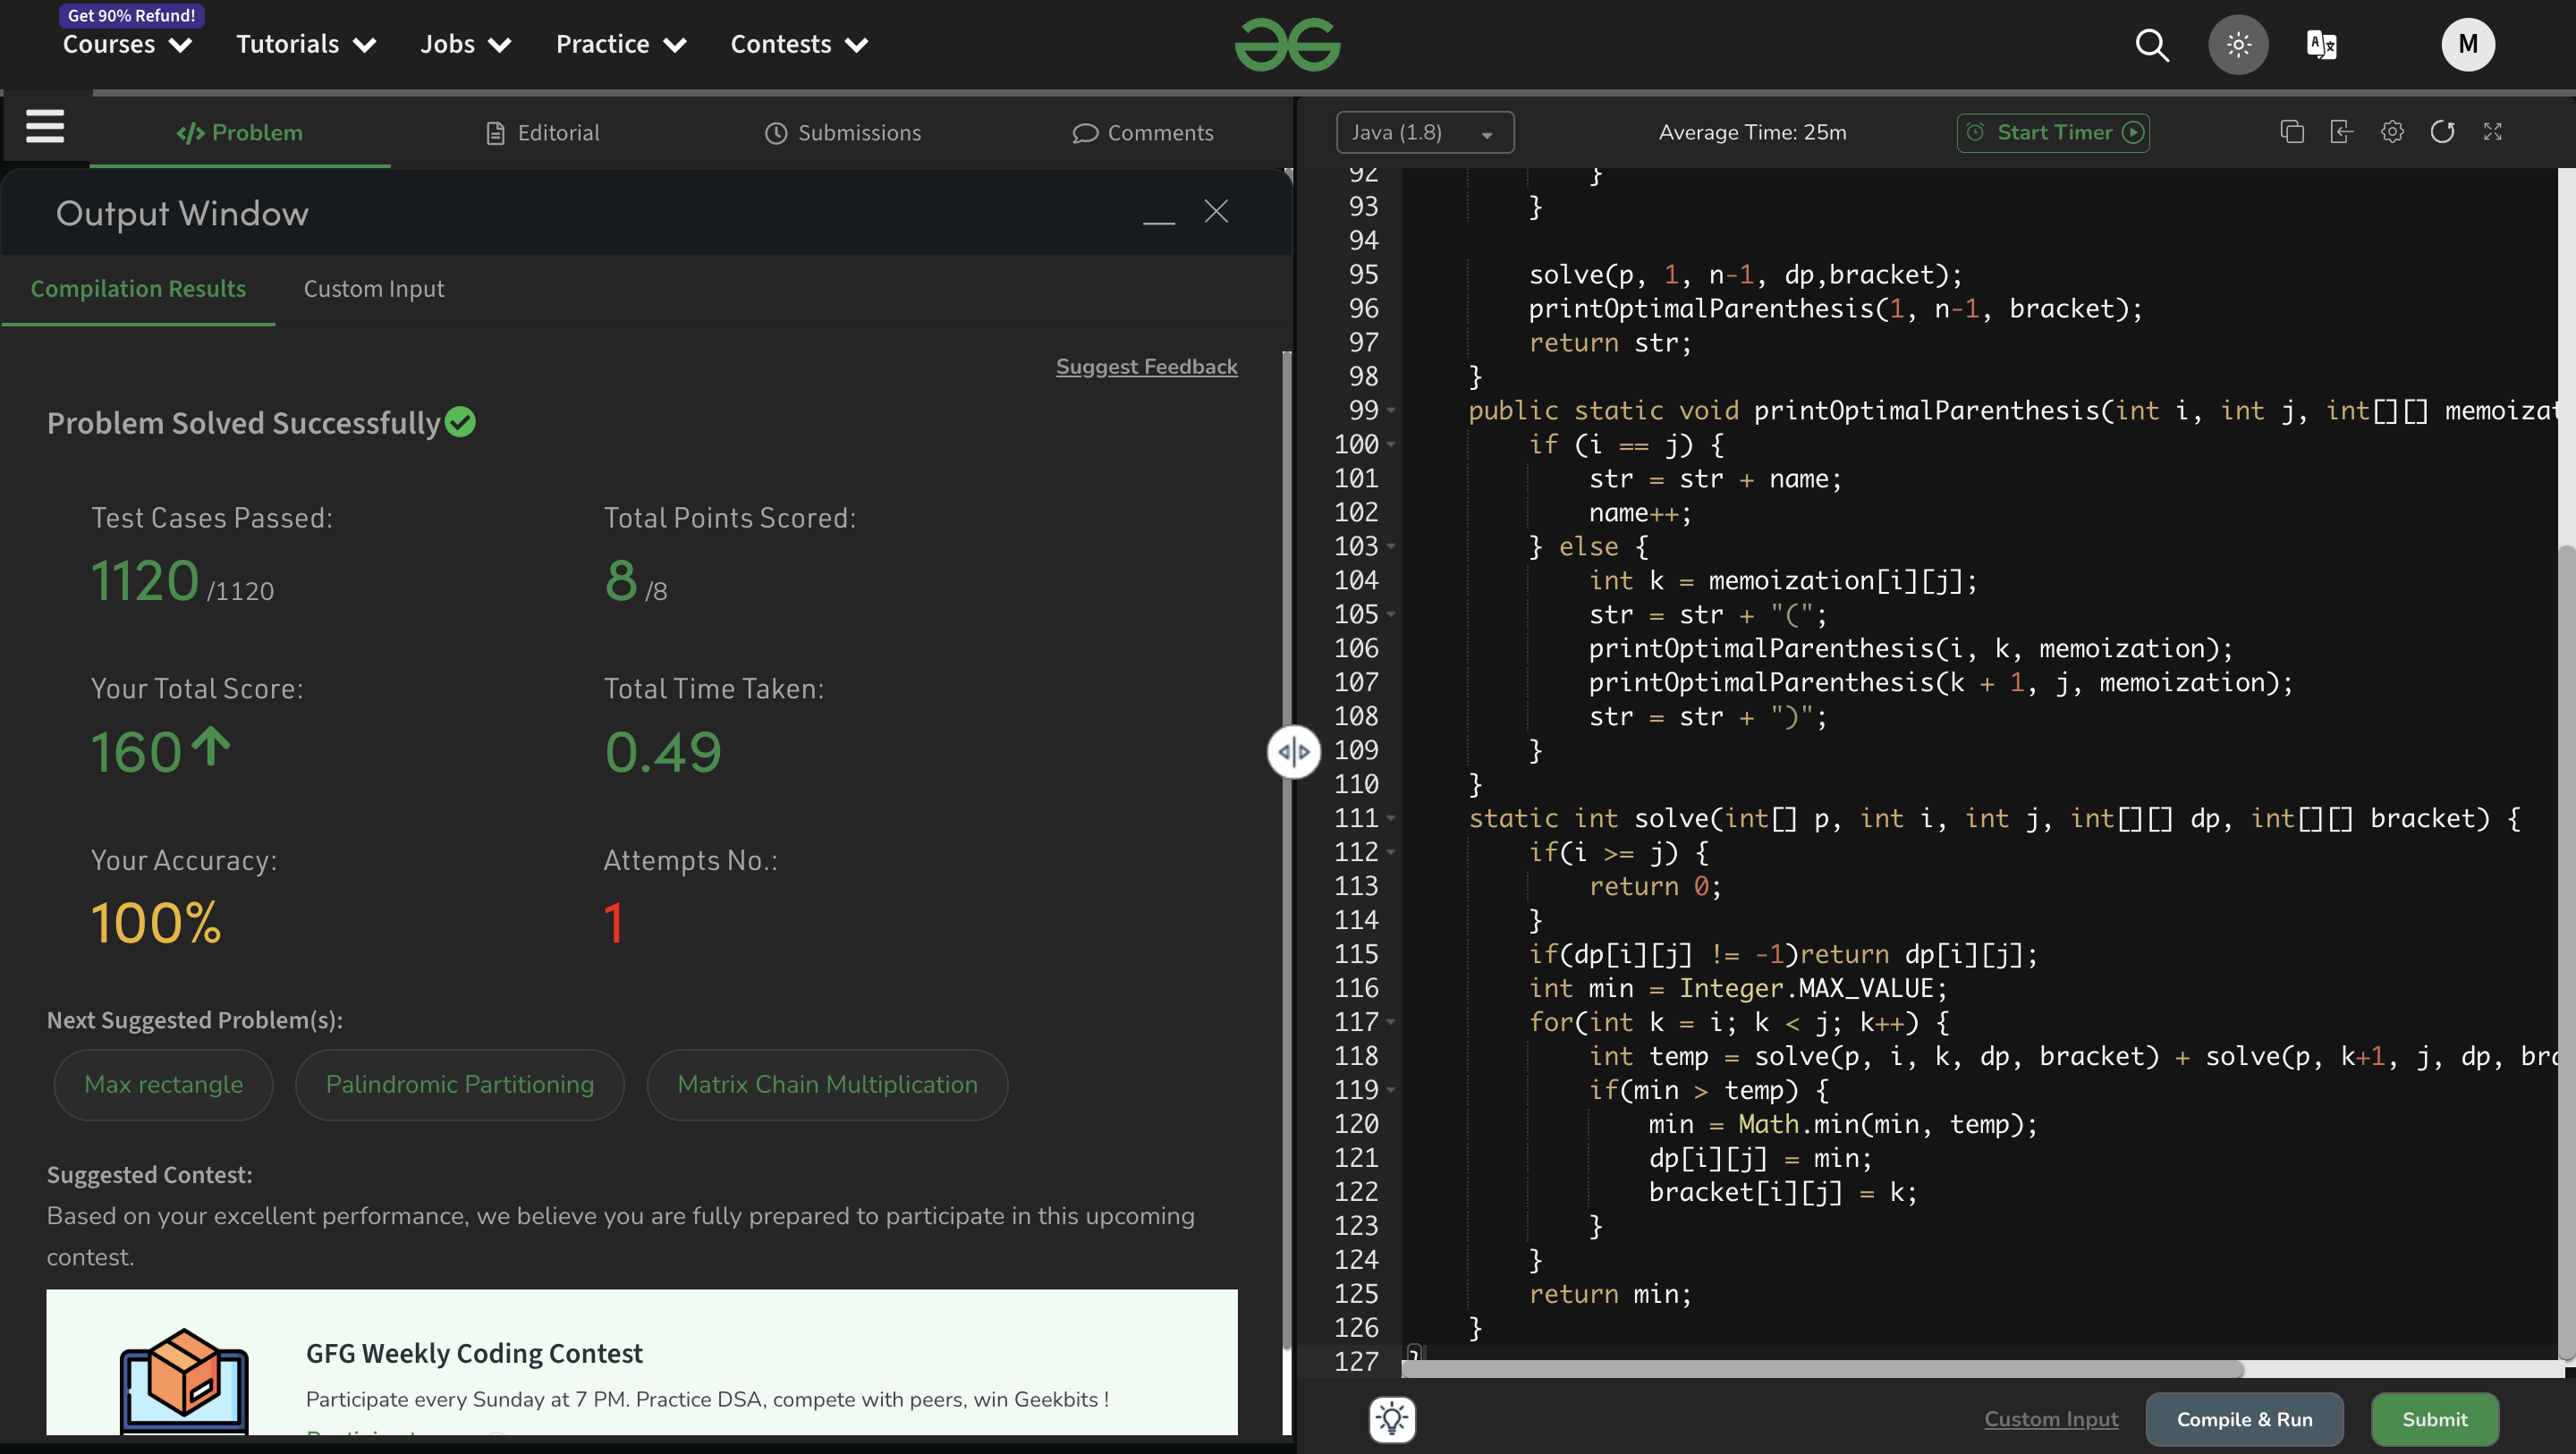 Get 90% Refund!
Courses Tutorials Jobs Practice Contests
M
Problem Editorial Submissions Comments
Output Window
Compilation Results Custom Input
Suggest Feedback
Problem Solved Successfully
Test Cases Passed: Total Points Scored:
1120 /1120 8 /8
Your Total Score: Total Time Taken:
160 0.49
Your Accuracy: Attempts No.:
100% 1
Next Suggested Problem(s):
Max rectangle Palindromic Partitioning Matrix Chain Multiplication
Suggested Contest:
Based on your excellent performance, we believe you are fully prepared to participate in this upcoming
contest.
GFG Weekly Coding Contest
Participate every Sunday at 7 PM. Practice DSA, compete with peers, win Geekbits !
Java (1.8) Average Time: 25m Start Timer
92 }
93 }
94
95 solve(p, 1, n-1, dp,bracket);
96 printOptimalParenthesis(1, n-1, bracket);
97 return str;
98 }
99 public static void printOptimalParenthesis(int i, int j, int[][]
100 if (i == j) {
101 str = str + name;
102 name++;
103 } else {
104 int k = memoization[i][j];
105 str = str + "(";
106 printOptimalParenthesis(i, k, memoization);
107 printOptimalParenthesis(k + 1, j, memoization);
108 str = str + ")";
109 }
110 }
111 static int solve(int[] p, int i, int j, int[][] dp, int[][] bracket) {
112 if(i >= j) {
113 return 0;
114 }
115 if(dp[i][j] != -1)return dp[i][j];
116 int min = Integer.MAX_VALUE;
117 for(int k = i; k < j; k++) {
118 int temp = solve(p, i, k, dp, bracket) + solve(p, k+1, j, dp,
119 if(min > temp) {
120 min = Math.min(min, temp);
121 dp[i][j] = min;
122 bracket[i][j] = k;
123 }
124 }
125 return min;
126 }
127 }
Custom Input Compile & Run Submit